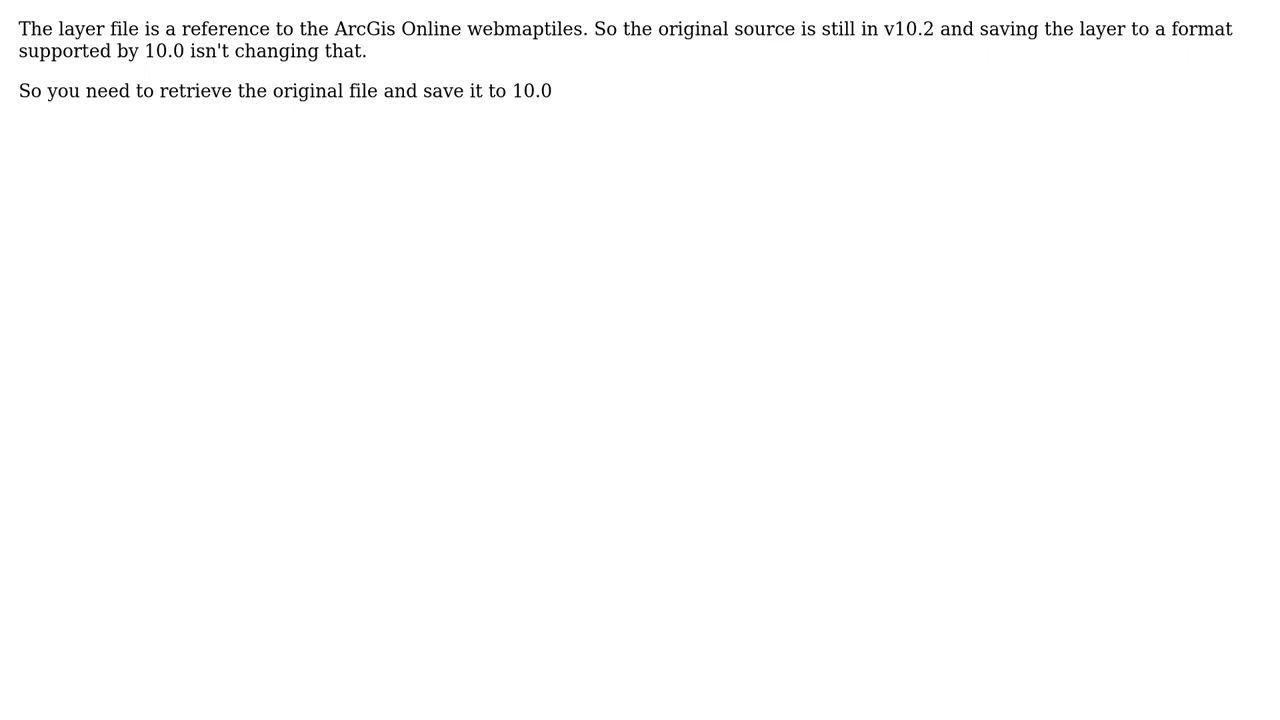 The layer file is a reference to the ArcGis Online webmaptiles. So the original source is still in v10.2 and saving the layer to a format
supported by 10.0 isn't changing that.
So you need to retrieve the original file and save it to 10.0